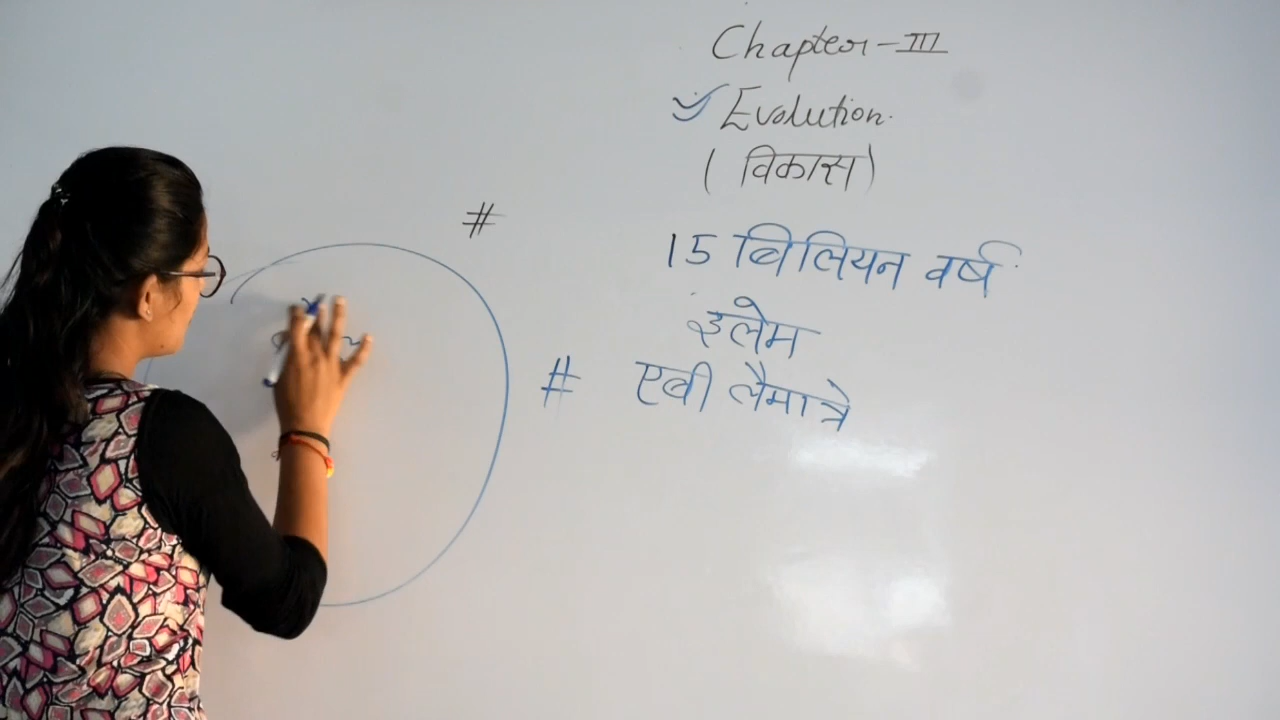 Chapter-III
Evolution.
(विकास)
#
15 बिलियन वर्ष
इलेम
# एबी लैमात्रे